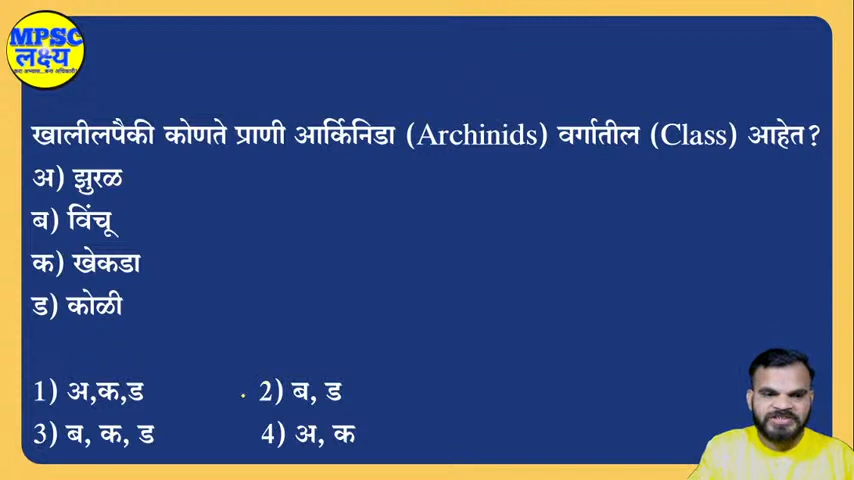 MPSC
लक्ष्य
खालीलपैकी कोणते प्राणी आर्किनिडा (Archinids) वर्गातील (Class) आहेत?
अ) झुरळ
ब) विंचू
क) खेकडा
ड) कोळी
1) अ,क,ड 2) ब, ड
3) ब, क, ड 4) अ, क